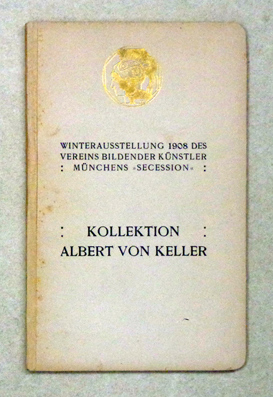 WINTERAUSSTELLUNG 1908 DES
VEREINS BILDENDER KÜNSTLER
: MÜNCHENS »SECESSION« :
: KOLLEKTION :
ALBERT VON KELLER